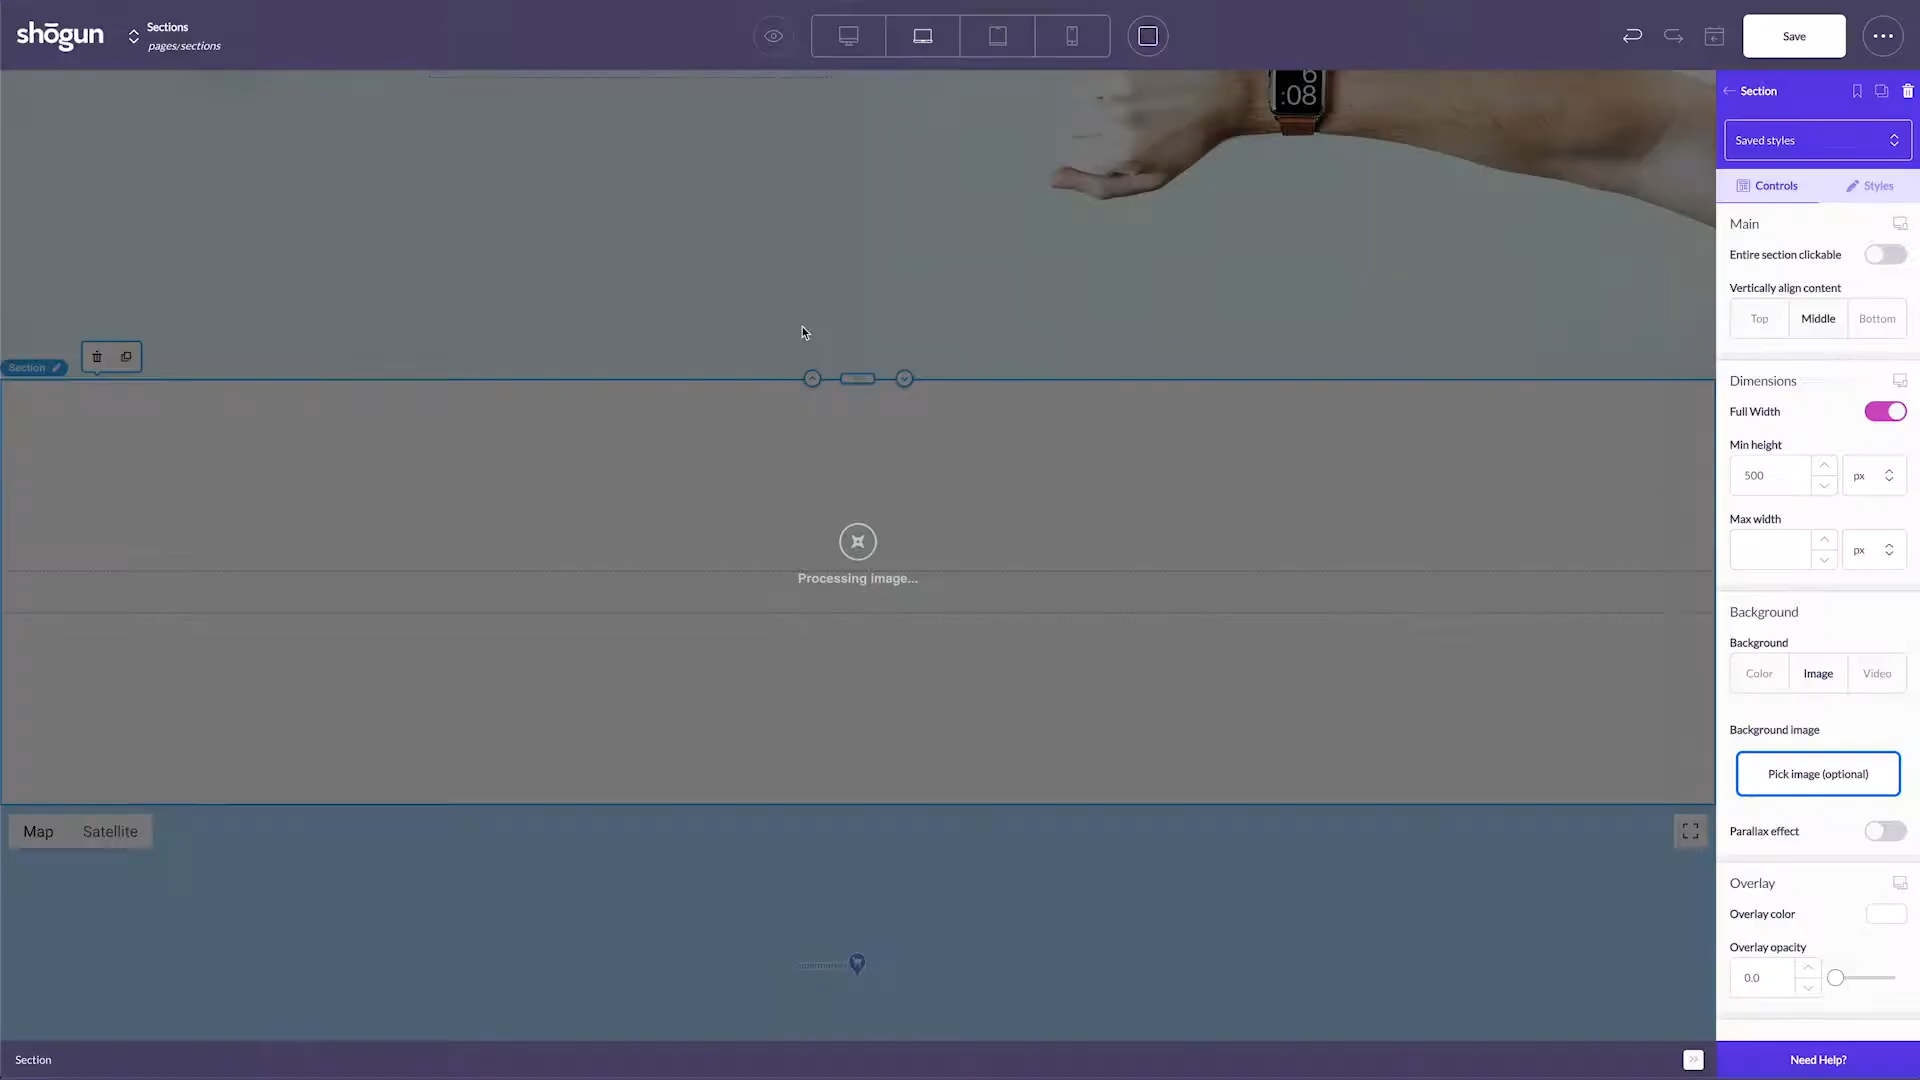 shōgun
Sections
pages/sections
Save
6
:08
Section
Processing image...
Map
Satellite
Section
Section
Saved styles
Controls
Styles
Main
Entire section clickable
Vertically align content
Top
Middle
Bottom
Dimensions
Full Width
Min height
500
px
Max width
px
Background
Background
Color
Image
Video
Background image
Pick image (optional)
Parallax effect
Overlay
Overlay color
Overlay opacity
0.0
Need Help?